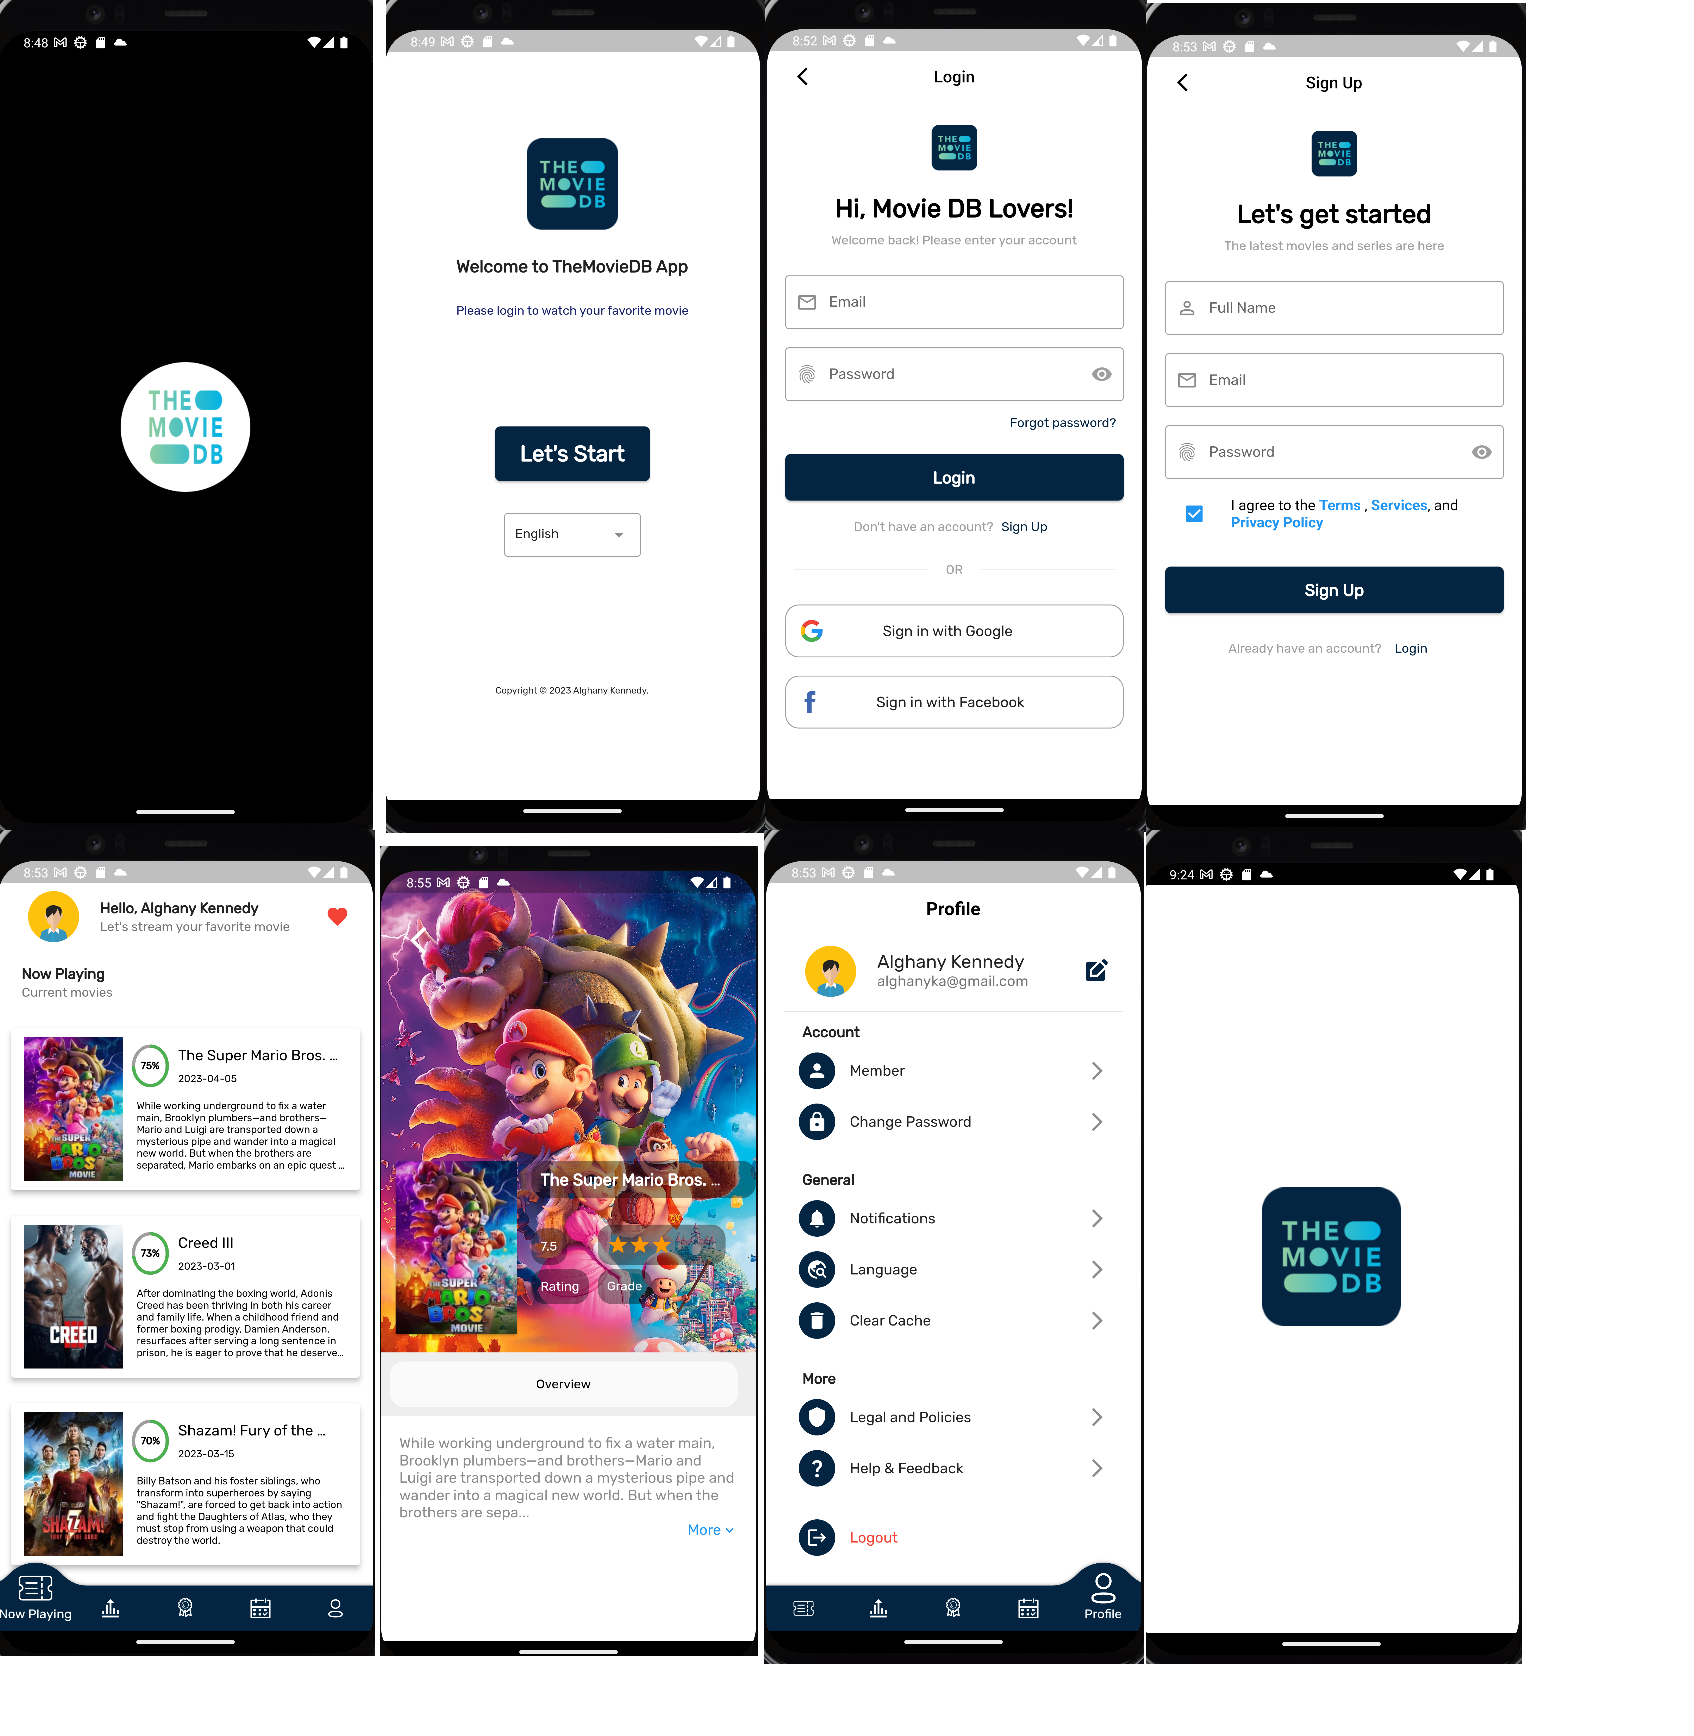 8:48
THE
MOVIE
DB
8:49
THE
MOVIE
DB
Welcome to TheMovieDB App
Please login to watch your favorite movie
Let's Start
English
Copyright © 2023 Alghany Kennedy.
8:52
Login
THE
MOVIE
DB
Hi, Movie DB Lovers!
Welcome back! Please enter your account
Email
Password
Forgot password?
Login
Don't have an account? Sign Up
OR
Sign in with Google
Sign in with Facebook
8:53
Sign Up
THE
MOVIE
DB
Let's get started
The latest movies and series are here
Full Name
Email
Password
I agree to the Terms , Services, and
Privacy Policy
Sign Up
Already have an account? Login
8:53
Hello, Alghany Kennedy
Let's stream your favorite movie
Now Playing
Current movies
THE SUPER
MARIO
BROS
MOVIE
75%
The Super Mario Bros. ...
2023-04-05
While working underground to fix a water
main, Brooklyn plumbers—and brothers—
Mario and Luigi are transported down a
mysterious pipe and wander into a magical
new world. But when the brothers are
separated, Mario embarks on an epic quest ...
CREED
III
73%
Creed III
2023-03-01
After dominating the boxing world, Adonis
Creed has been thriving in both his career
and family life. When a childhood friend and
former boxing prodigy, Damien Anderson,
resurfaces after serving a long sentence in
prison, he is eager to prove that he deserve...
SHAZAM!
FURY OF THE GODS
70%
Shazam! Fury of the ...
2023-03-15
Billy Batson and his foster siblings, who
transform into superheroes by saying
"Shazam!", are forced to get back into action
and fight the Daughters of Atlas, who they
must stop from using a weapon that could
destroy the world.
Now Playing
8:55
The Super Mario Bros. ...
7.5
Rating
Grade
THE SUPER
MARIO
BROS
MOVIE
Overview
While working underground to fix a water main,
Brooklyn plumbers—and brothers—Mario and
Luigi are transported down a mysterious pipe and
wander into a magical new world. But when the
brothers are sepa...
More
8:53
Profile
Alghany Kennedy
alghanyka@gmail.com
Account
Member
Change Password
General
Notifications
Language
Clear Cache
More
Legal and Policies
Help & Feedback
Logout
Profile
9:24
THE
MOVIE
DB